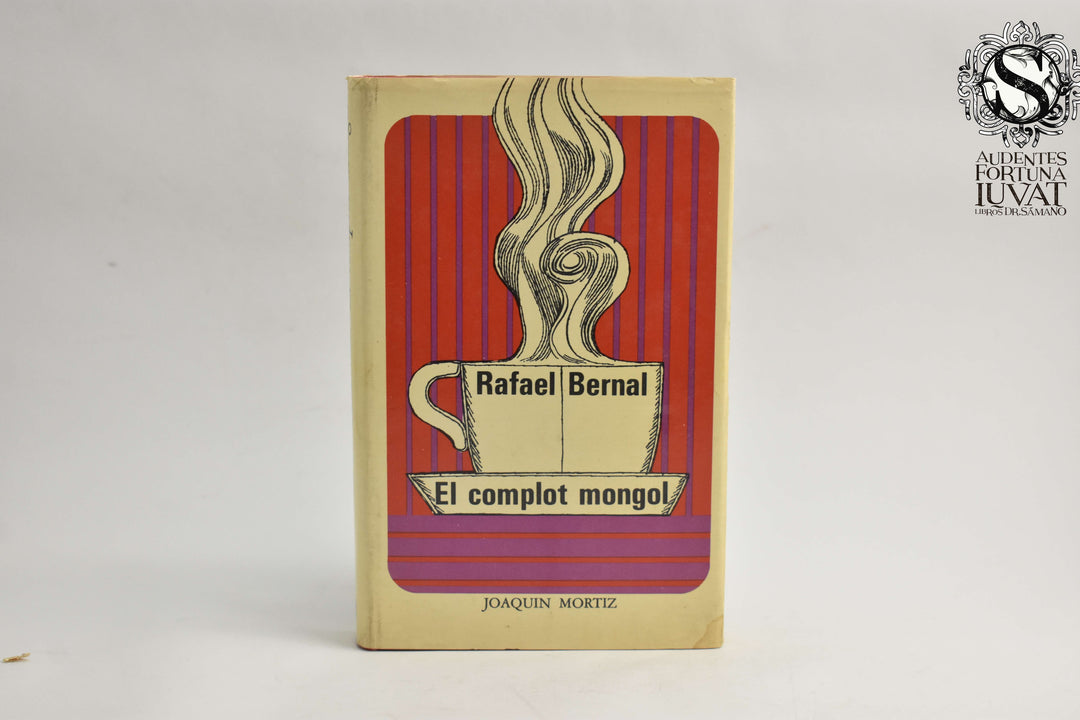 Rafael Bernal
El complot mongol
JOAQUIN MORTIZ
S
AUDENTES
FORTUNA
IUVAT
LIBROS DR. SÁMANO